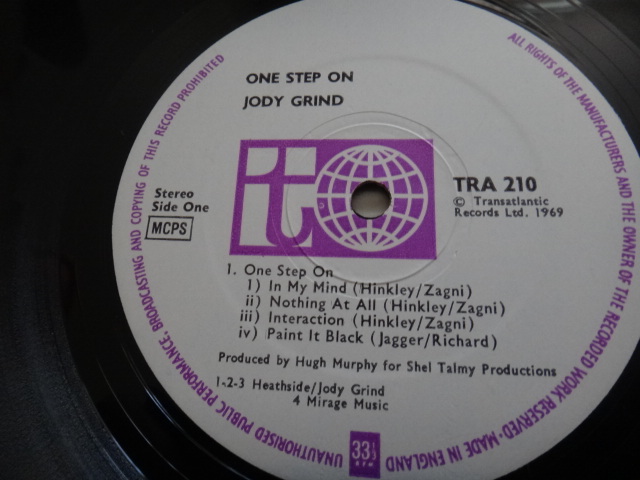 ONE STEP ON
JODY GRIND
t
Stereo
Side One
MCPS
TRA 210
© Transatlantic
Records Ltd. 1969
1. One Step On
1) In My Mind (Hinkley/Zagni)
ii) Nothing At All (Hinkley/Zagni)
iii) Interaction (Hinkley/Zagni)
iv) Paint It Black (Jagger/Richard)
Produced by Hugh Murphy for Shel Talmy Productions
1-2-3 Heathside/Jody Grind
4 Mirage Music
33⅓
RPM
ALL RIGHTS OF THE MANUFACTURERS AND THE OWNER OF THE RECORDED WORK RESERVED·MADE IN ENGLAND
UNAUTHORISED PUBLIC PERFORMANCE, BROADCASTING AND COPYING OF THIS RECORD PROHIBITED